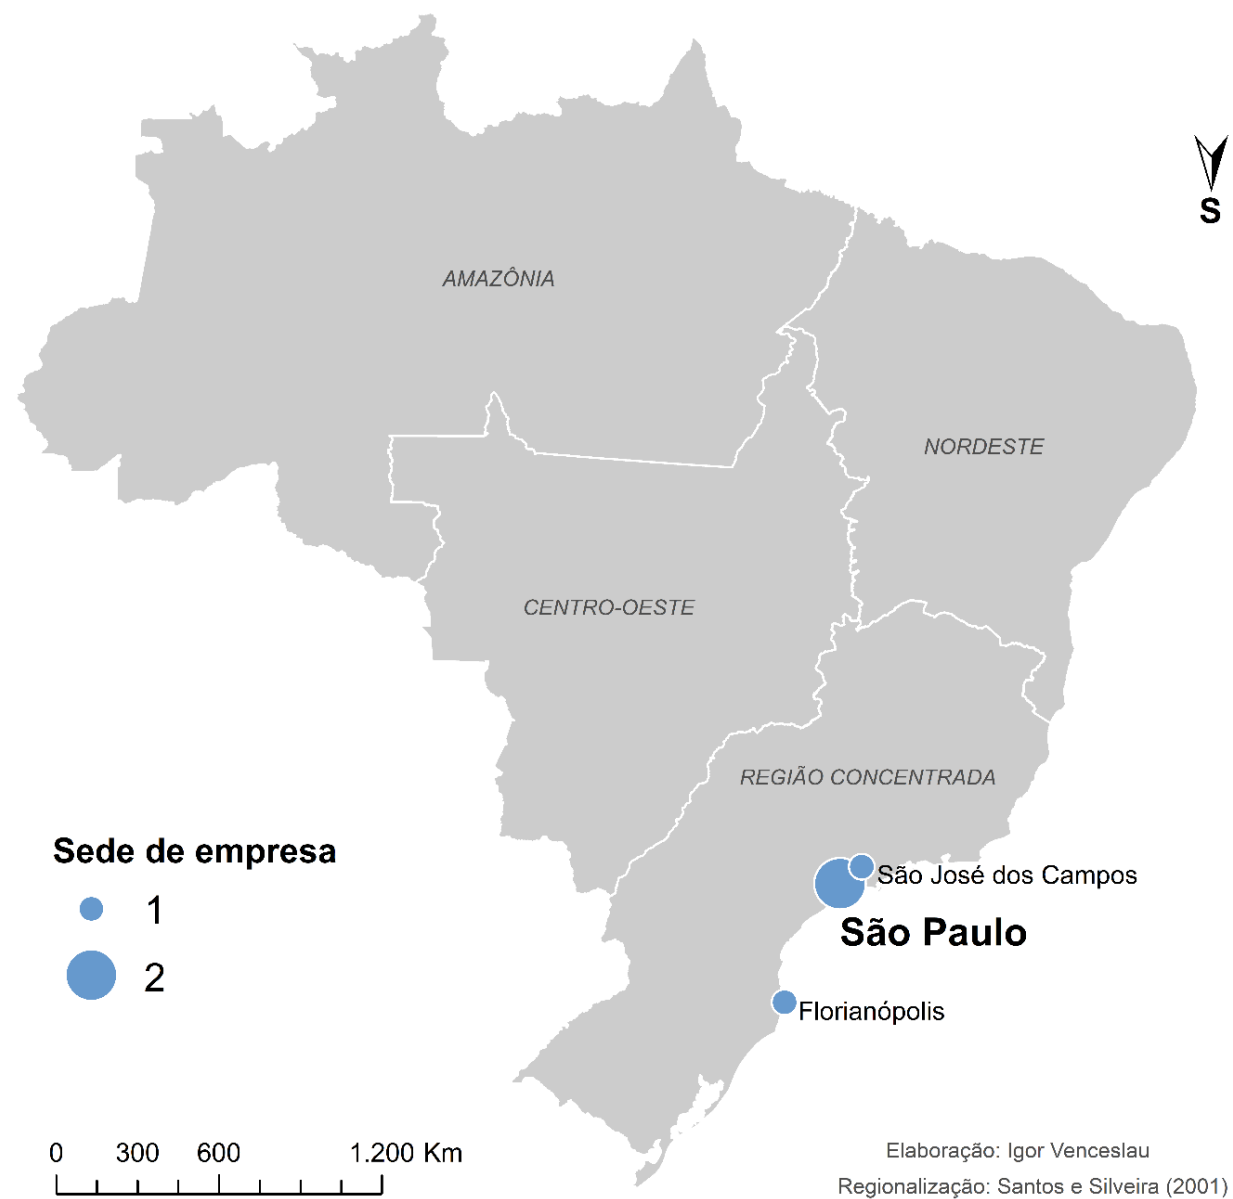 S
AMAZÔNIA
NORDESTE
CENTRO-OESTE
REGIÃO CONCENTRADA
Sede de empresa
1
2
São José dos Campos
São Paulo
Florianópolis
0 300 600 1.200 Km
Elaboração: Igor Venceslau
Regionalização: Santos e Silveira (2001)